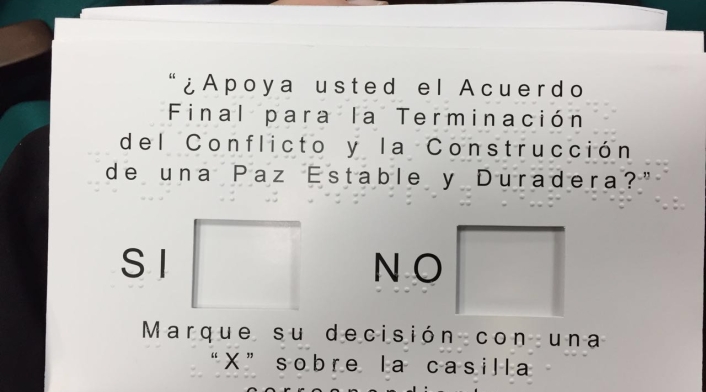 “¿Apoya usted el Acuerdo
Final para la Terminación
del Conflicto y la Construcción
de una Paz Estable y Duradera?”
SI NO
Marque su decisión con una
“X” sobre la casilla